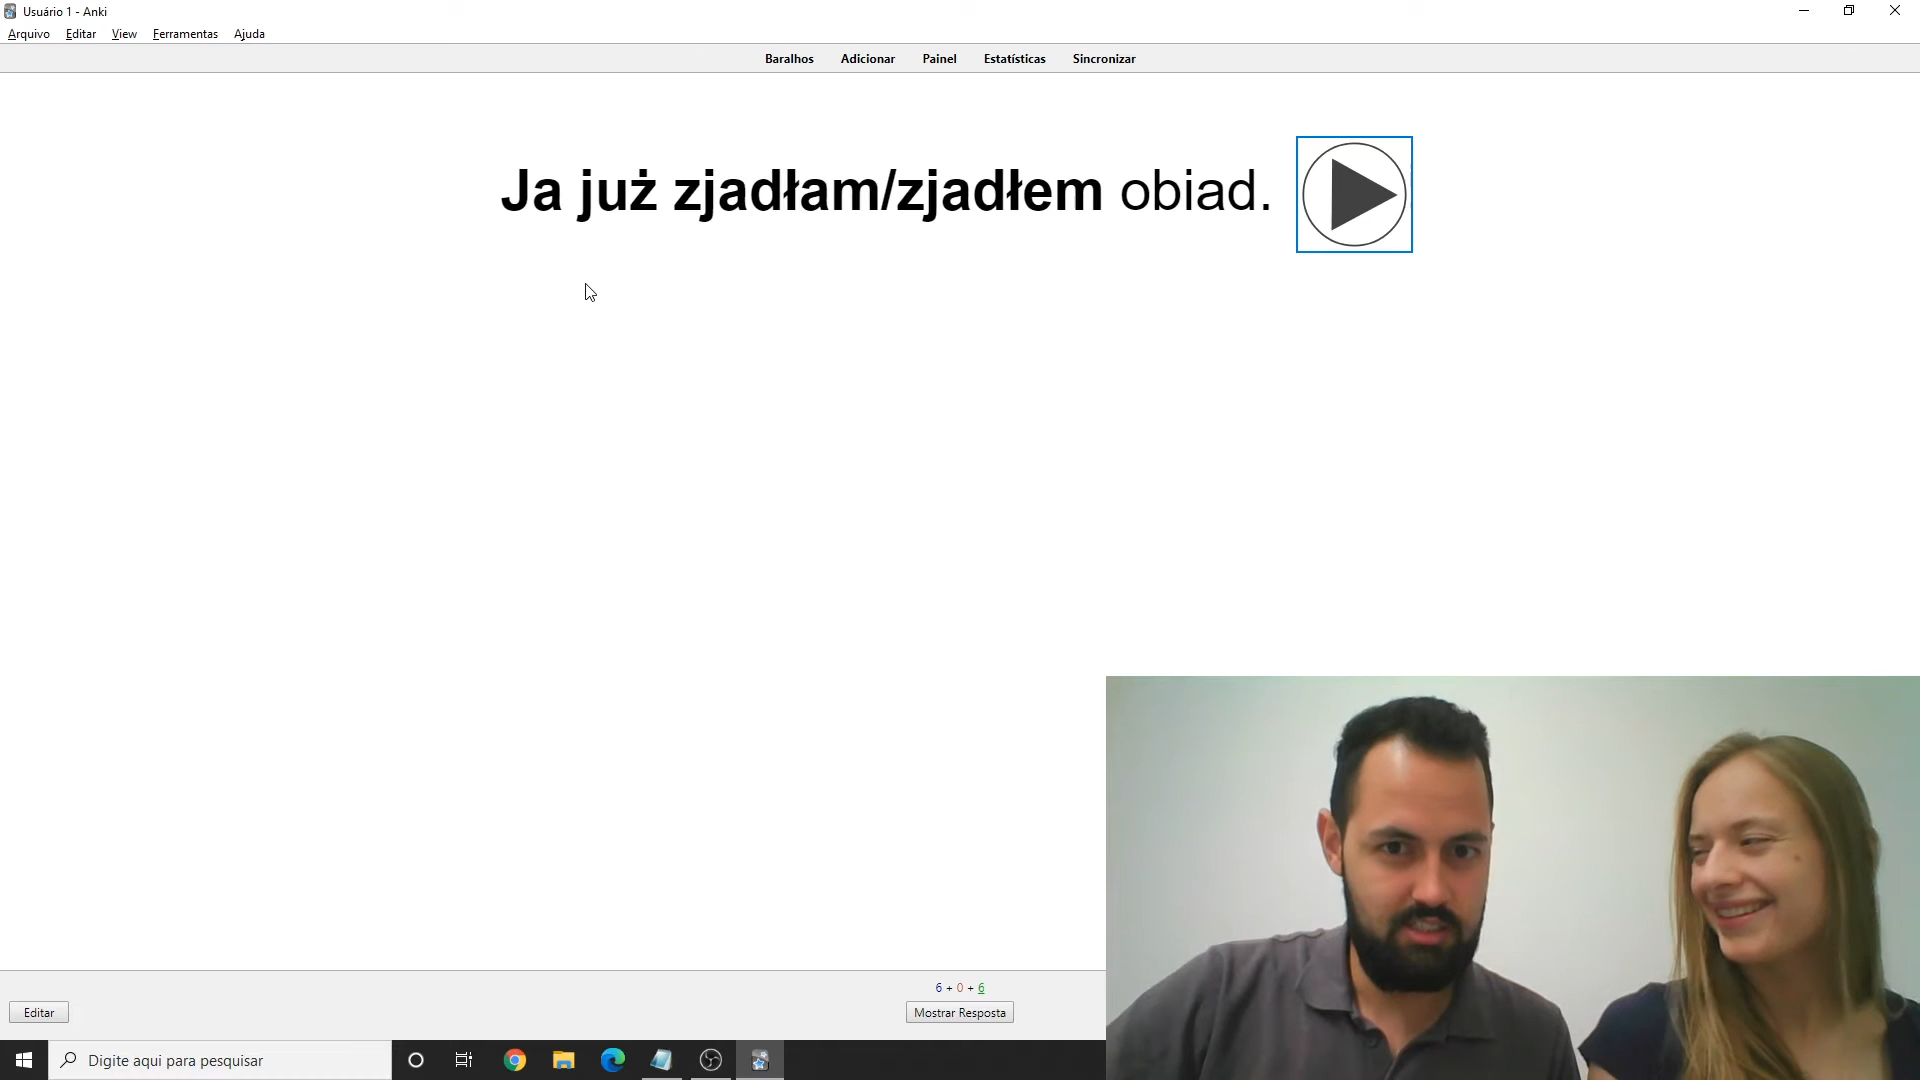 Usuário 1 - Anki
Arquivo Editar View Ferramentas Ajuda
Baralhos Adicionar Painel Estatísticas Sincronizar
Ja już zjadłam/zjadłem obiad.
6 + 0 + 6
Editar Mostrar Resposta
Digite aqui para pesquisar